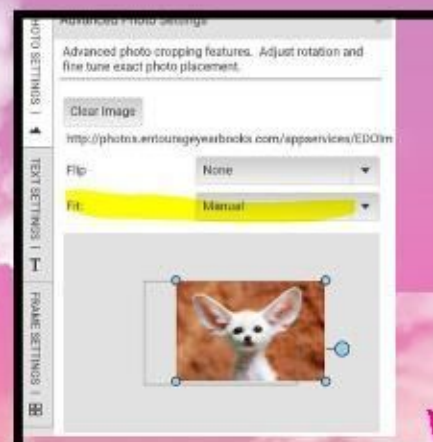 Advanced Photo Settings
Advanced photo cropping features. Adjust rotation and
fine tune exact photo placement.
Clear Image
http://photos.entourageyearbooks.com/appservices/EDOIm
Flip
None
Fit:
Manual
PHOTO SETTINGS |
TEXT SETTINGS | T
FRAME SETTINGS |